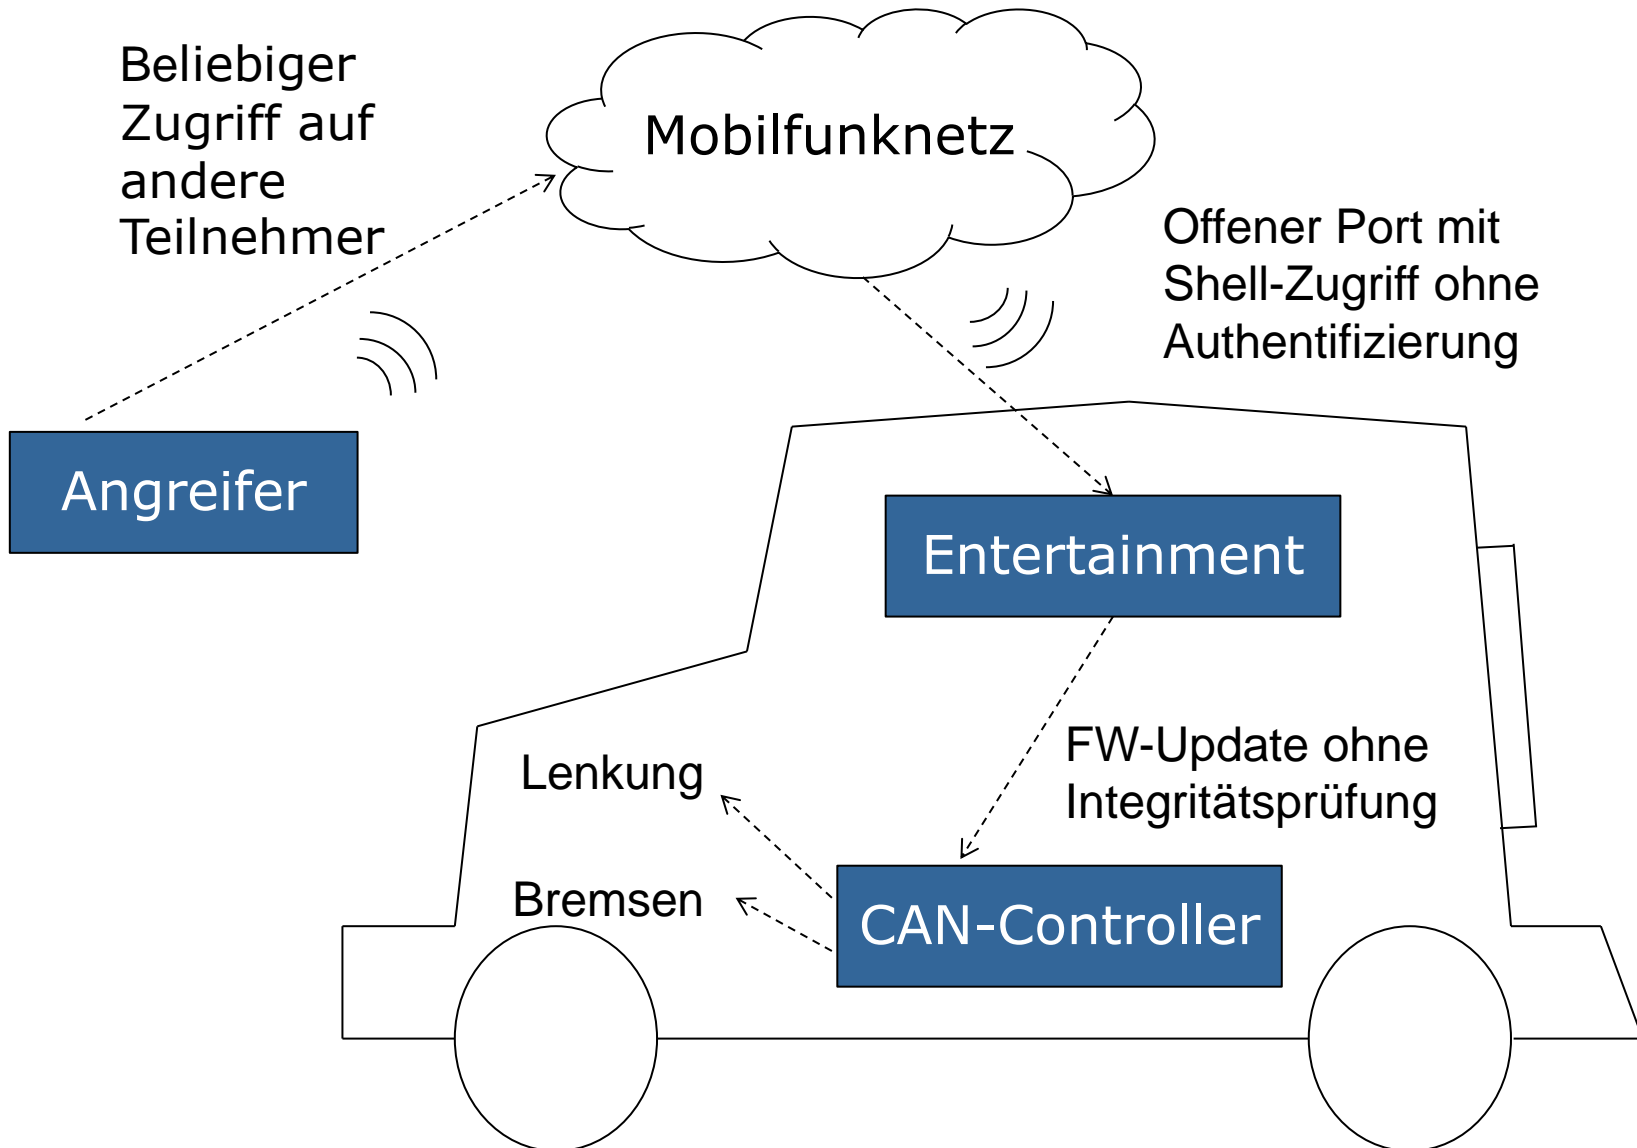 Beliebiger
Zugriff auf
andere
Teilnehmer
Mobilfunknetz
Offener Port mit
Shell-Zugriff ohne
Authentifizierung
Angreifer
Entertainment
FW-Update ohne
Integritätsprüfung
Lenkung
Bremsen
CAN-Controller